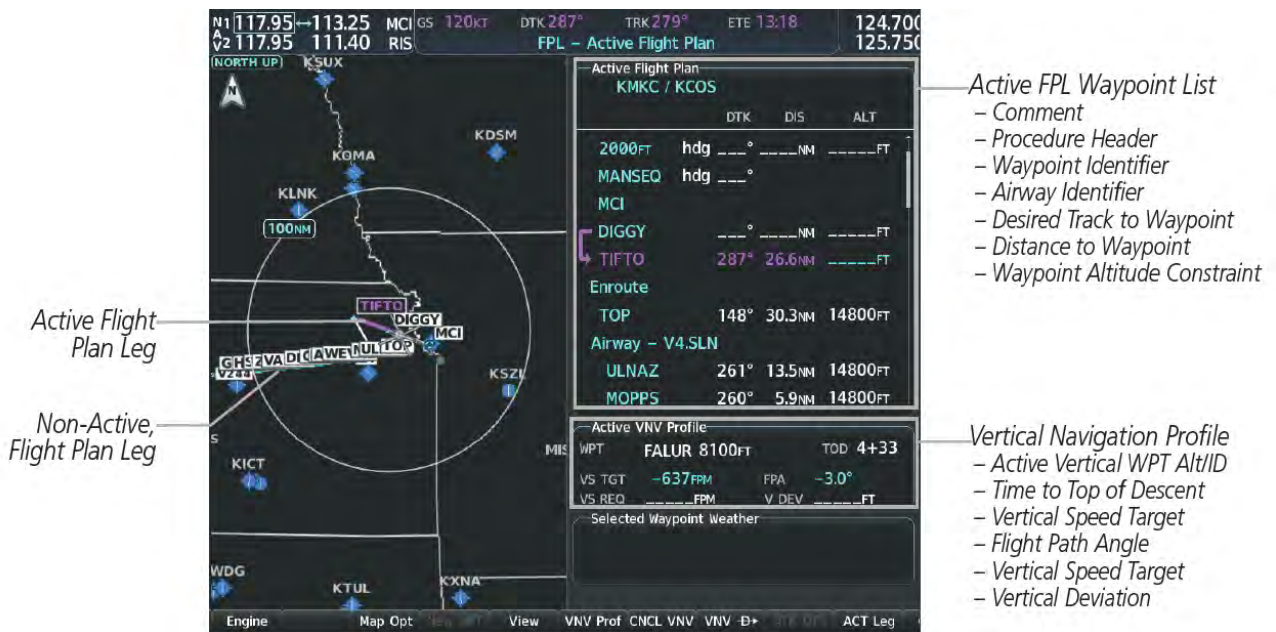 N1 117.95↔113.25 MCI
A
V2 117.95 111.40 RIS
GS 120KT DTK 287° TRK 279° ETE 13:18
FPL – Active Flight Plan
124.700
125.750
NORTH UP
N
KSUX
KDSM
KOMA
KLNK
100NM
TIFTO
DIGGY
MCI
TOP
KSZL
S
MIS
KICT
WDG
KTUL
KXNA
Active Flight Plan
KMKC / KCOS
DTK DIS ALT
2000FT hdg ___° ____NM _____FT
MANSEQ hdg ___°
MCI
DIGGY ___° ____NM _____FT
TIFTO 287° 26.6NM _____FT
Enroute
TOP 148° 30.3NM 14800FT
Airway – V4.SLN
ULNAZ 261° 13.5NM 14800FT
MOPPS 260° 5.9NM 14800FT
Active VNV Profile
WPT FALUR 8100FT TOD 4+33
VS TGT -637FPM FPA -3.0°
VS REQ _____FPM V DEV _____FT
Selected Waypoint Weather
Engine Map Opt View VNV Prof CNCL VNV VNV -D→ ACT Leg
Active Flight
Plan Leg
Non-Active,
Flight Plan Leg
Active FPL Waypoint List
– Comment
– Procedure Header
– Waypoint Identifier
– Airway Identifier
– Desired Track to Waypoint
– Distance to Waypoint
– Waypoint Altitude Constraint
Vertical Navigation Profile
– Active Vertical WPT Alt/ID
– Time to Top of Descent
– Vertical Speed Target
– Flight Path Angle
– Vertical Speed Target
– Vertical Deviation